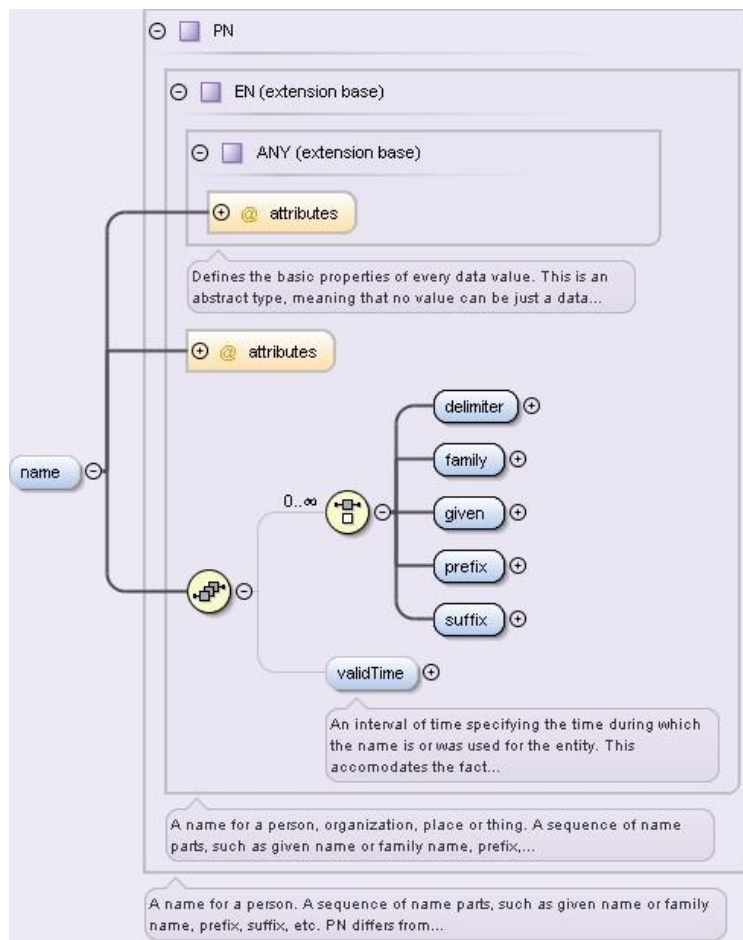 PN
EN (extension base)
ANY (extension base)
@ attributes
Defines the basic properties of every data value. This is an
abstract type, meaning that no value can be just a data...
@ attributes
delimiter
family
name
0..∞
given
prefix
suffix
validTime
An interval of time specifying the time during which
the name is or was used for the entity. This
accomodates the fact...
A name for a person, organization, place or thing. A sequence of name
parts, such as given name or family name, prefix,...
A name for a person. A sequence of name parts, such as given name or family
name, prefix, suffix, etc. PN differs from...